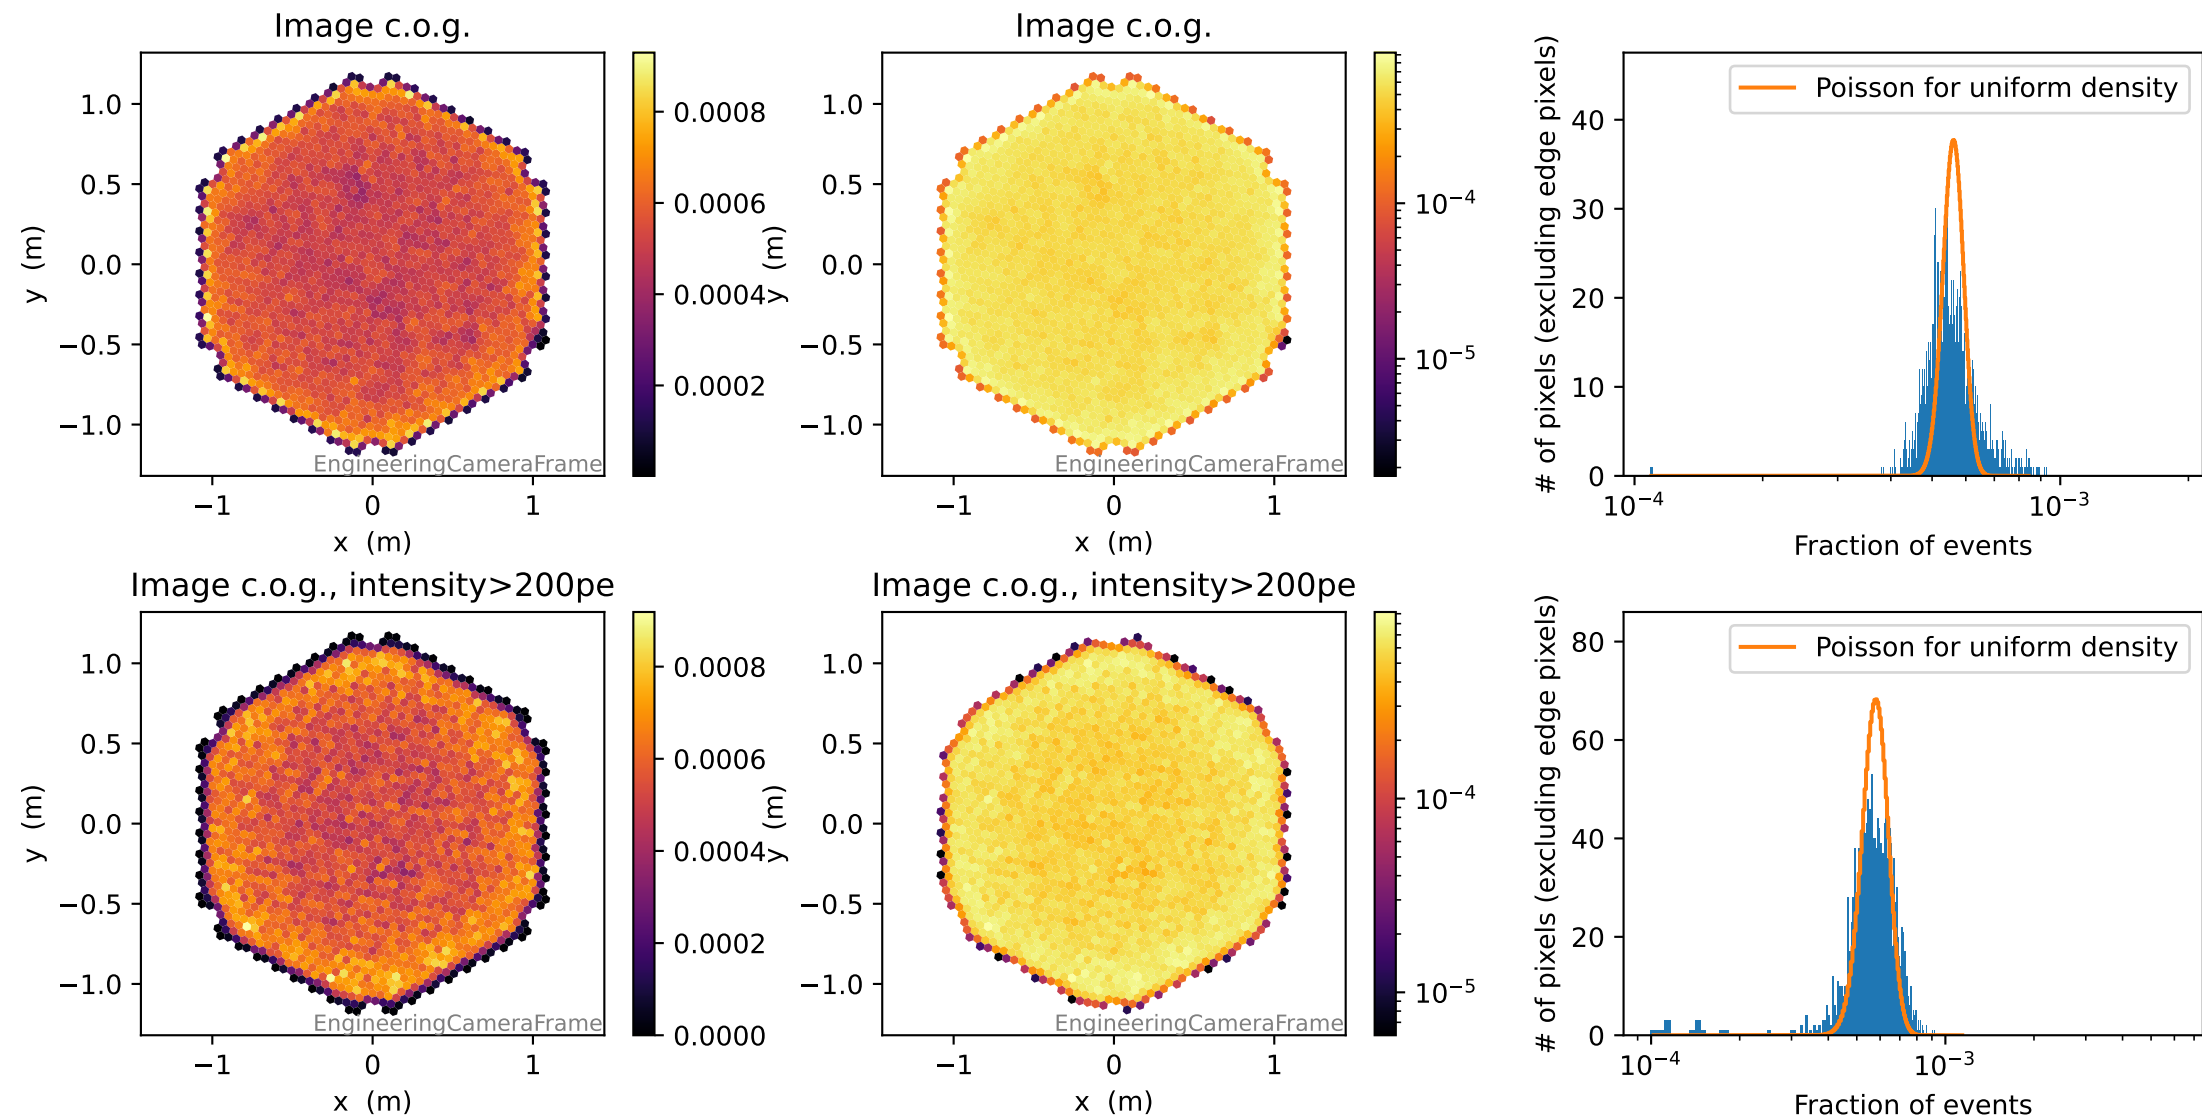 Image c.o.g.
1.0
0.5
0.0
−0.5
−1.0
y (m)
−1
0
1
x (m)
EngineeringCameraFrame
0.0008
0.0006
0.0004
0.0002
Image c.o.g.
1.0
0.5
0.0
−0.5
−1.0
y (m)
−1
0
1
x (m)
EngineeringCameraFrame
10⁻⁴
10⁻⁵
# of pixels (excluding edge pixels)
40
30
20
10
0
Poisson for uniform density
10⁻⁴
10⁻³
Fraction of events
Image c.o.g., intensity>200pe
1.0
0.5
0.0
−0.5
−1.0
y (m)
−1
0
1
x (m)
EngineeringCameraFrame
0.0008
0.0006
0.0004
0.0002
0.0000
Image c.o.g., intensity>200pe
1.0
0.5
0.0
−0.5
−1.0
y (m)
−1
0
1
x (m)
EngineeringCameraFrame
10⁻⁴
10⁻⁵
# of pixels (excluding edge pixels)
80
60
40
20
0
Poisson for uniform density
10⁻⁴
10⁻³
Fraction of events